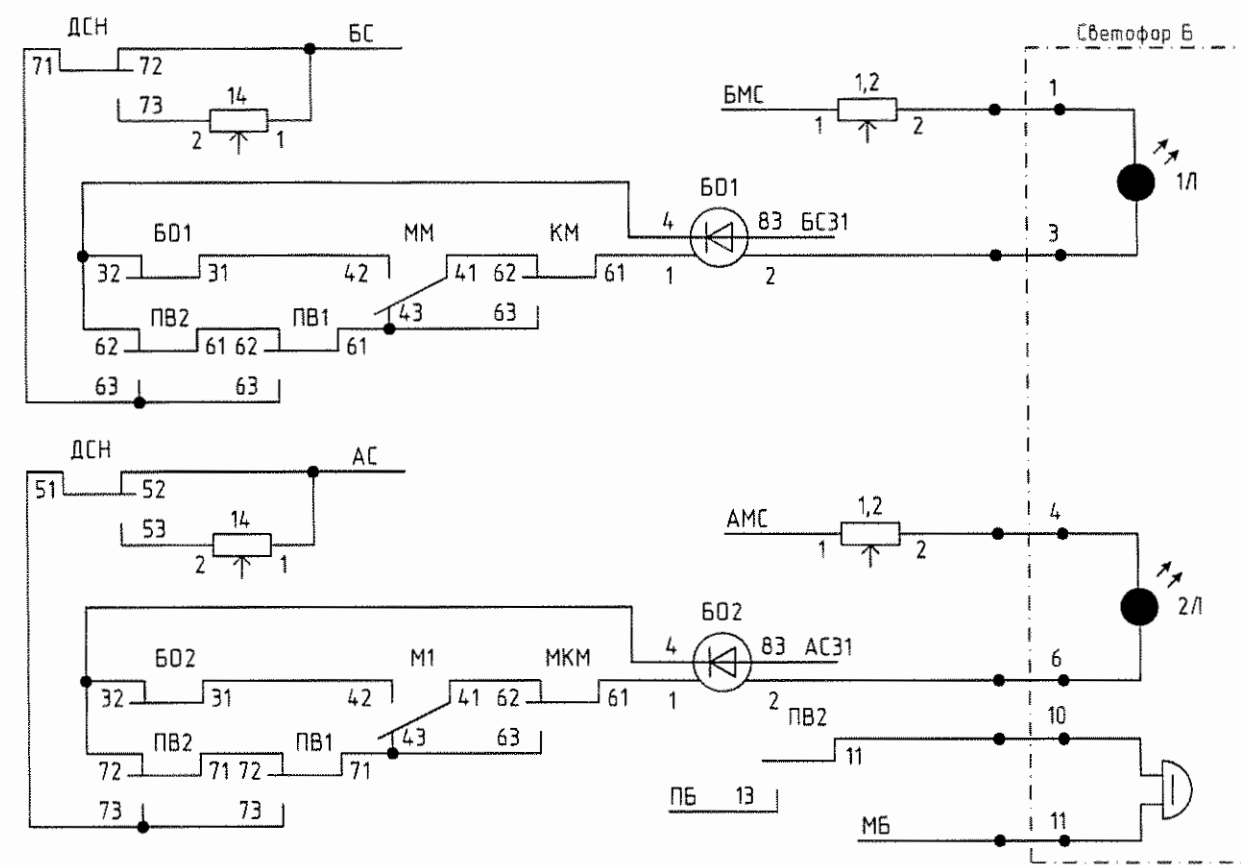 ДСН БС Светофор Б
71 72
73 14 БМС 1,2 1
2 1 1 2
1Л
БО1
БО1 ММ КМ 4 83 БСЗ1 3
32 31 42 41 62 61 1 2
ПВ2 ПВ1 43 63
62 61 62 61
63 63
ДСН АС
51 52
53 14 АМС 1,2 4
2 1 1 2
2Л
БО2
БО2 М1 МКМ 4 83 АСЗ1 6
32 31 42 41 62 61 1 2
ПВ2 10
ПВ2 ПВ1 43 63
72 71 72 71 11
73 73 ПБ 13
МБ 11